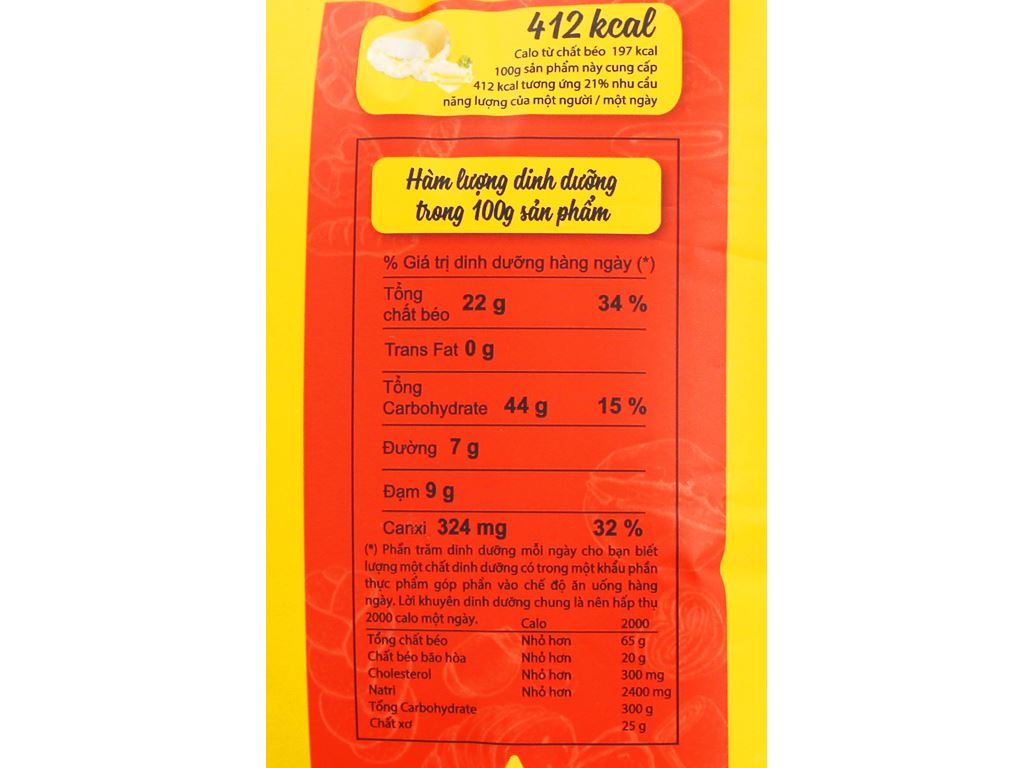 412 kcal
Calo từ chất béo 197 kcal
100g sản phẩm này cung cấp
412 kcal tương ứng 21% nhu cầu
năng lượng của một người / một ngày
Hàm lượng dinh dưỡng
trong 100g sản phẩm
% Giá trị dinh dưỡng hàng ngày (*)
Tổng
chất béo 22 g 34 %
Trans Fat 0 g
Tổng
Carbohydrate 44 g 15 %
Đường 7 g
Đạm 9 g
Canxi 324 mg 32 %
(*) Phần trăm dinh dưỡng mỗi ngày cho bạn biết
lượng một chất dinh dưỡng có trong một khẩu phần
thực phẩm góp phần vào chế độ ăn uống hàng
ngày. Lời khuyên dinh dưỡng chung là nên hấp thụ
2000 calo một ngày.
Calo 2000
Tổng chất béo Nhỏ hơn 65 g
Chất béo bão hòa Nhỏ hơn 20 g
Cholesterol Nhỏ hơn 300 mg
Natri Nhỏ hơn 2400 mg
Tổng Carbohydrate 300 g
Chất xơ 25 g